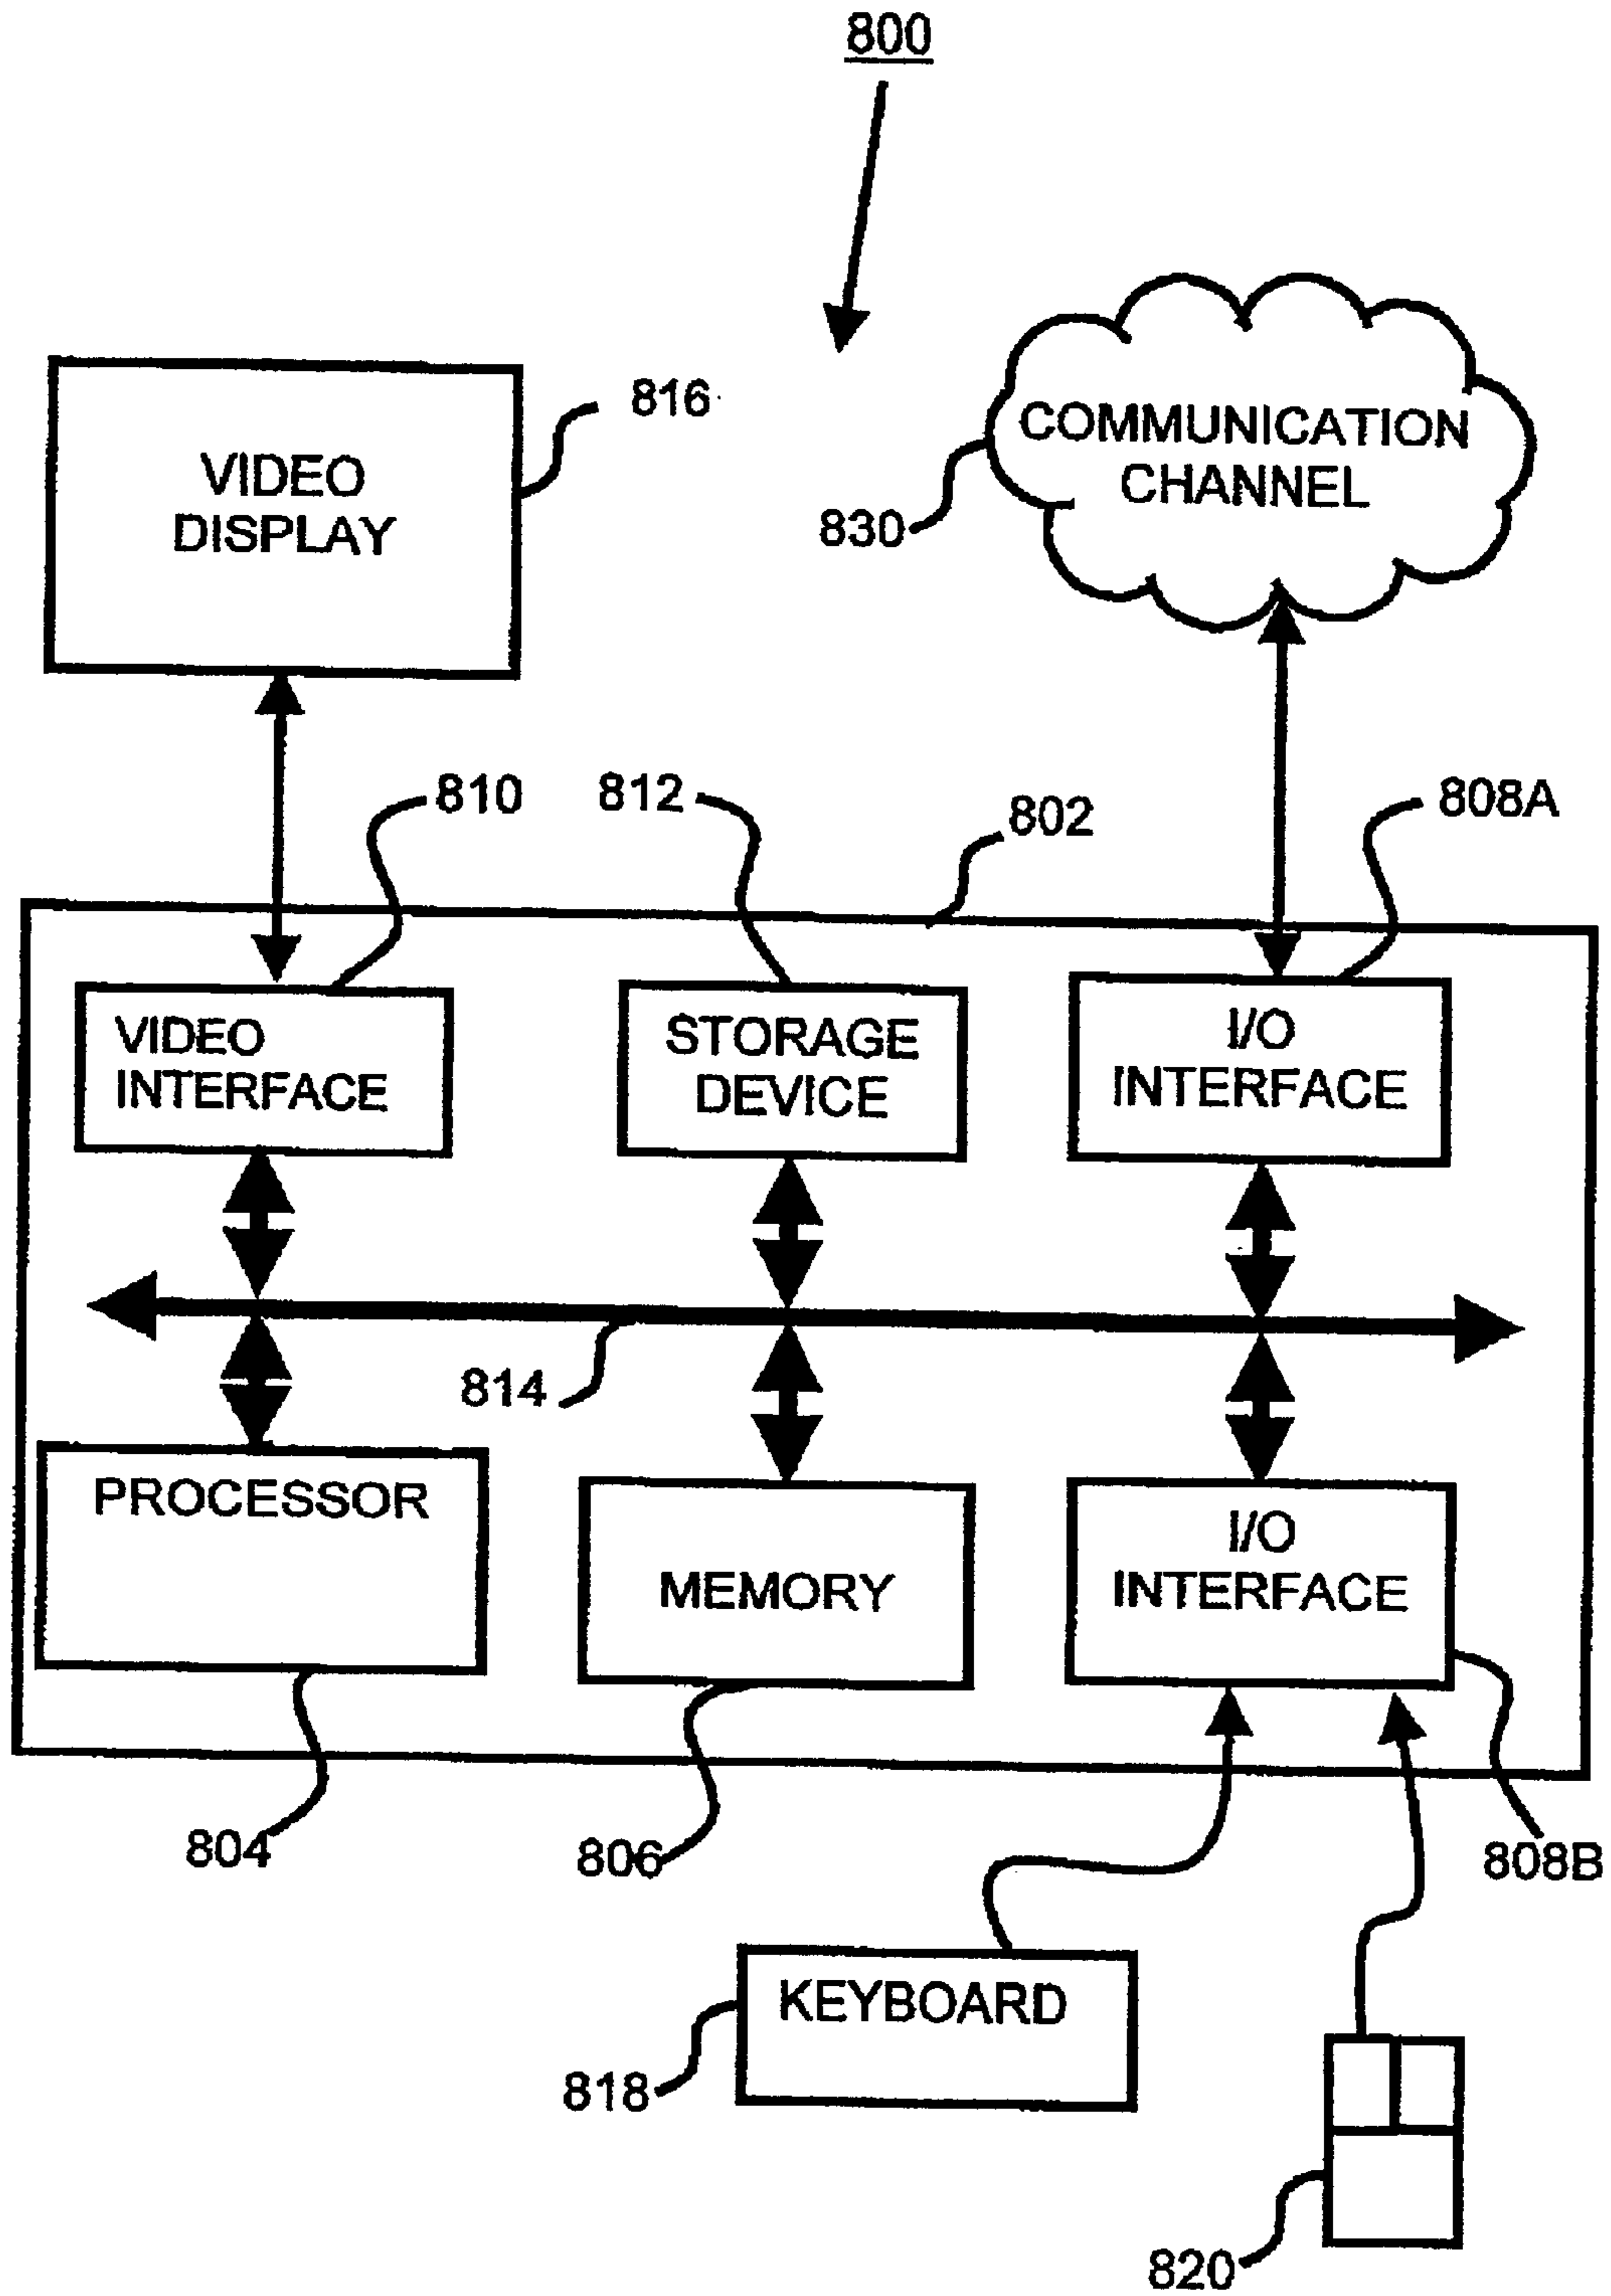 800
VIDEO
DISPLAY
816
COMMUNICATION
CHANNEL
830
810
812
802
808A
VIDEO
INTERFACE
STORAGE
DEVICE
I/O
INTERFACE
814
PROCESSOR
MEMORY
I/O
INTERFACE
804
806
808B
KEYBOARD
818
820